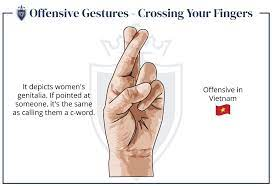 Offensive Gestures - Crossing Your Fingers
It depicts women's
genitalia. If pointed at
someone, it's the same
as calling them a c-word.
Offensive in
Vietnam